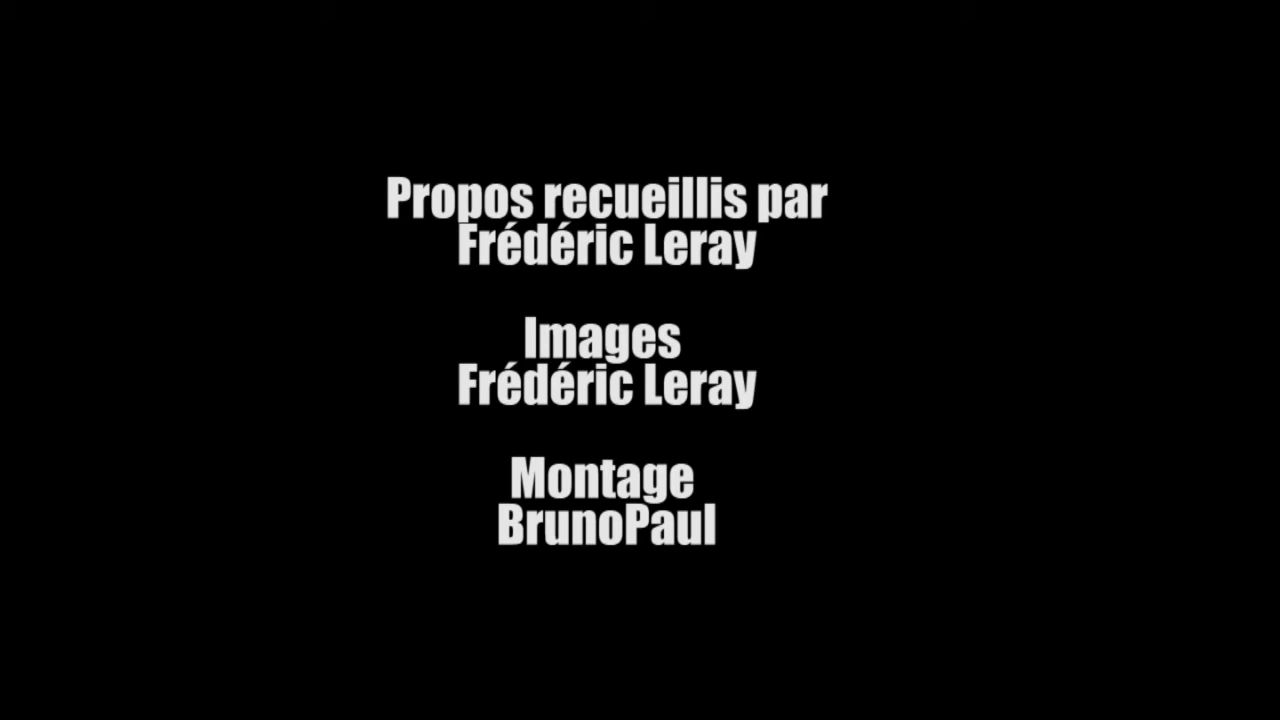 Propos recueillis par
Frédéric Leray
Images
Frédéric Leray
Montage
BrunoPaul